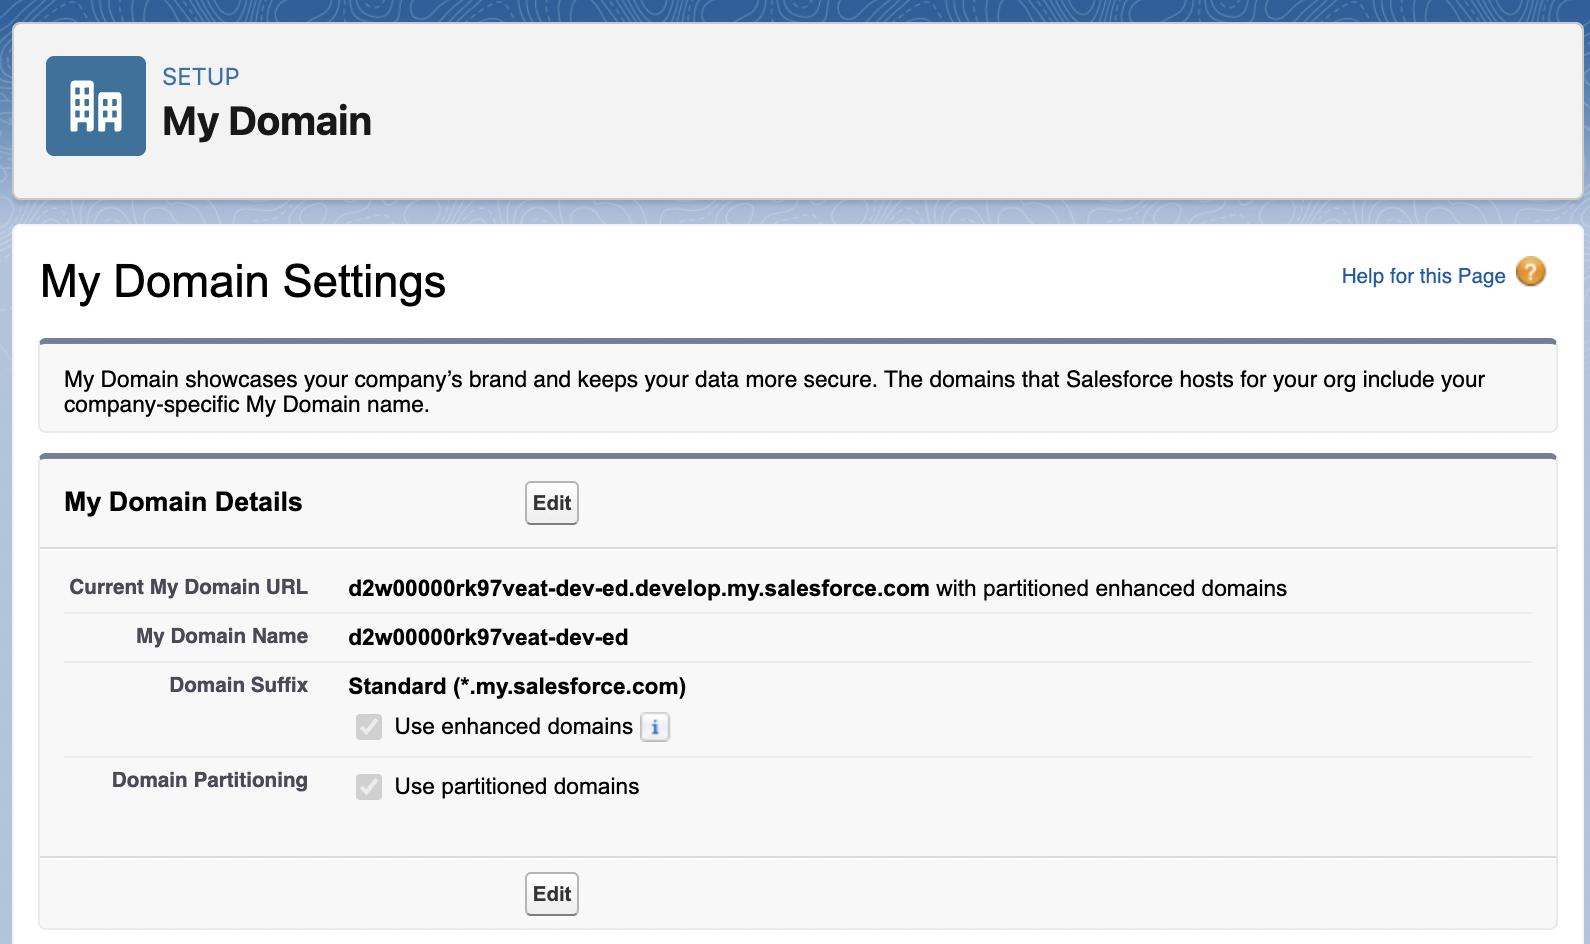 SETUP
My Domain
My Domain Settings
Help for this Page ?
My Domain showcases your company’s brand and keeps your data more secure. The domains that Salesforce hosts for your org include your
company-specific My Domain name.
My Domain Details
Edit
Current My Domain URL d2w00000rk97veat-dev-ed.develop.my.salesforce.com with partitioned enhanced domains
My Domain Name d2w00000rk97veat-dev-ed
Domain Suffix Standard (*.my.salesforce.com)
Use enhanced domains i
Domain Partitioning Use partitioned domains
Edit